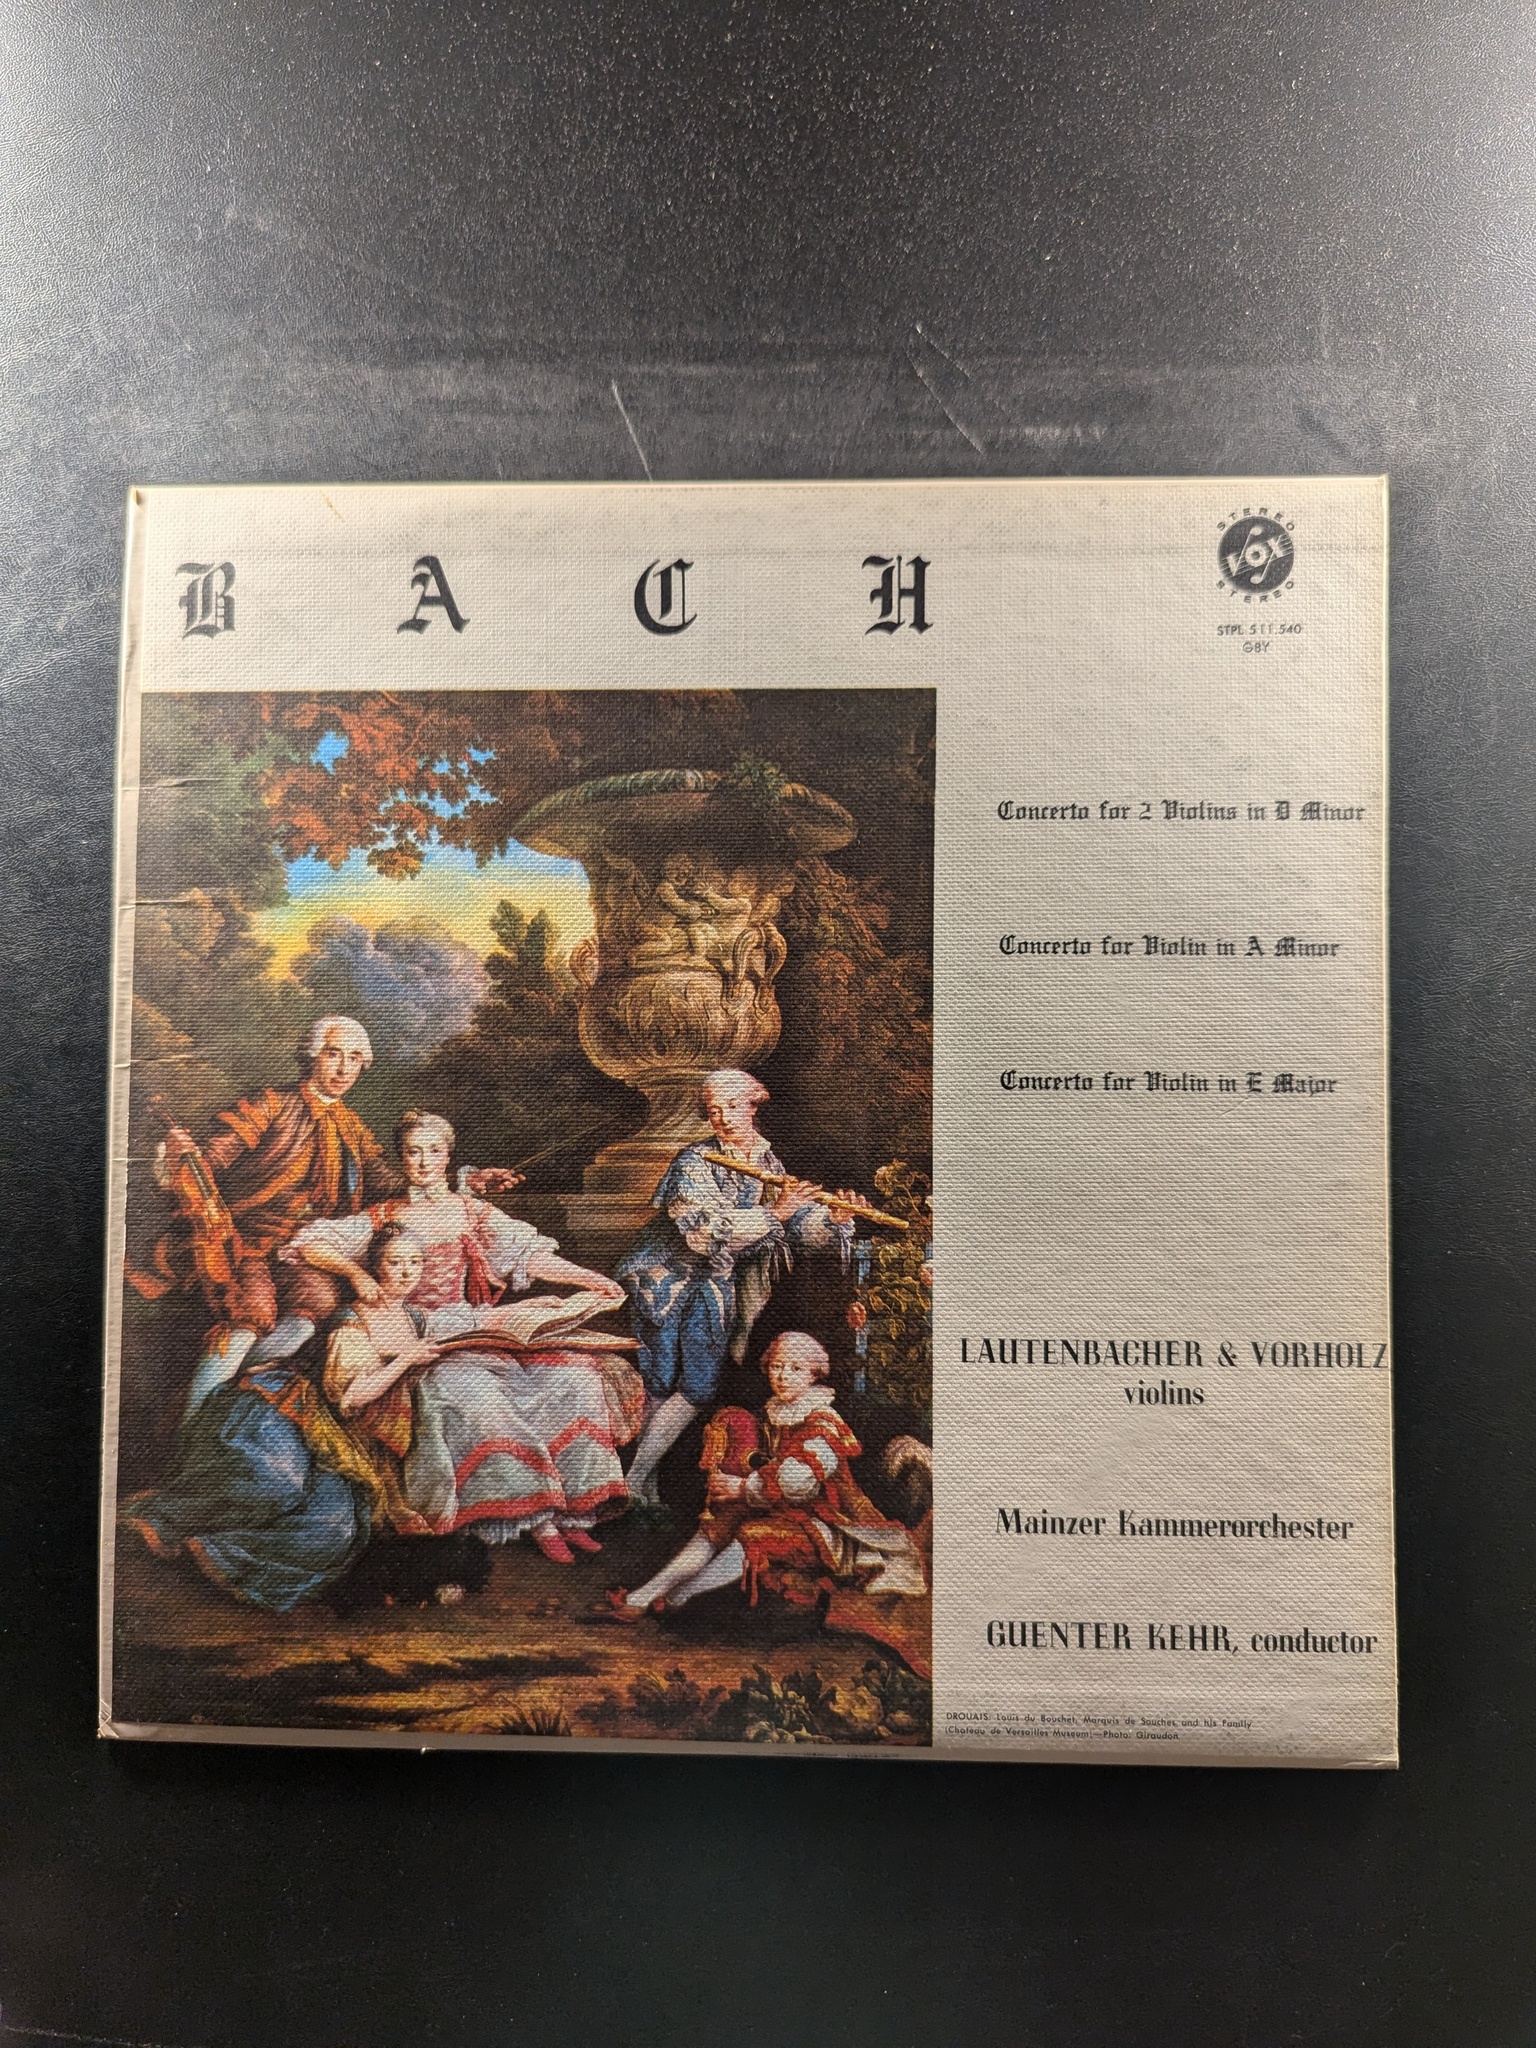 BACH
STEREO
VOX
STEREO
STPL 511.540
GBY
Concerto for 2 Violins in D Minor
Concerto for Violin in A Minor
Concerto for Violin in E Major
LAUTENBACHER & VORHOLZ
violins
Mainzer Kammerorchester
GUENTER KEHR, conductor
DROUAIS: Louis du Bouchet, Marquis de Souches and his Family
(Chateau de Versailles Museum)—Photo: Giraudon